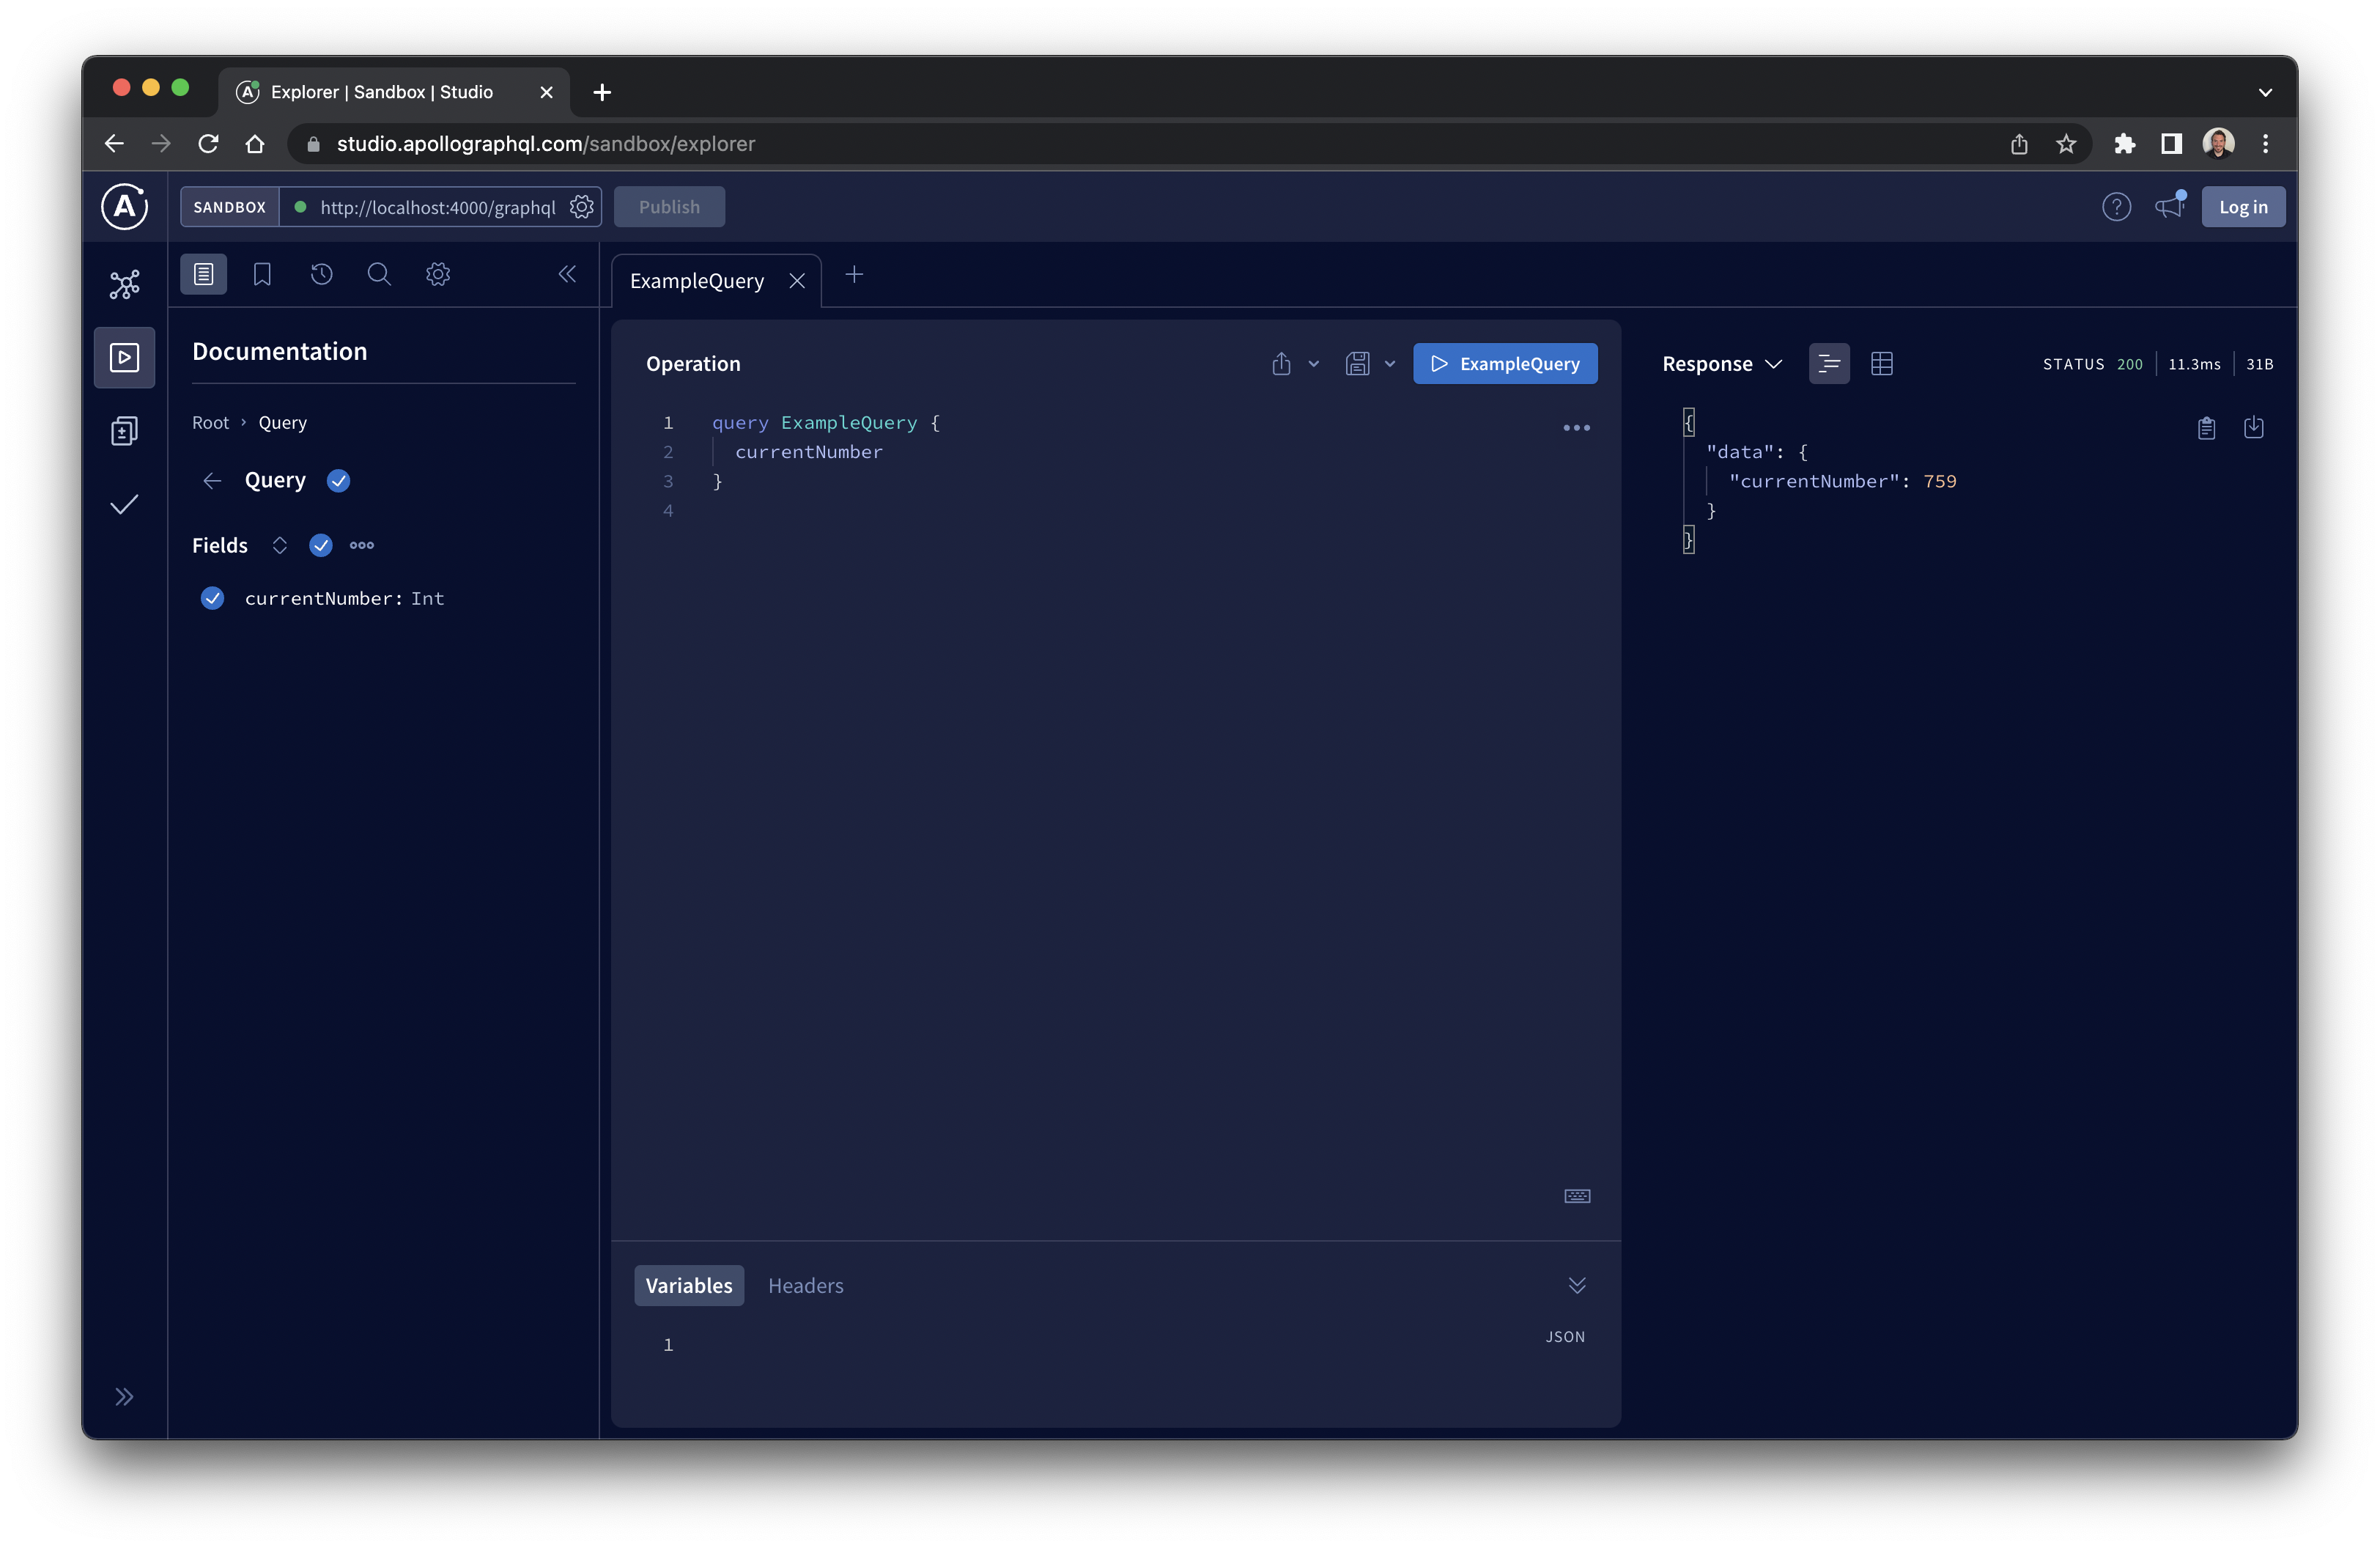 Explorer | Sandbox | Studio
studio.apollographql.com/sandbox/explorer
SANDBOX
http://localhost:4000/graphql
Publish
Log in
ExampleQuery
Documentation
Root › Query
Query
Fields
currentNumber: Int
Operation
ExampleQuery
1 query ExampleQuery {
2 currentNumber
3 }
4
Variables
Headers
1
JSON
Response
STATUS 200
11.3ms
31B
{
"data": {
"currentNumber": 759
}
}